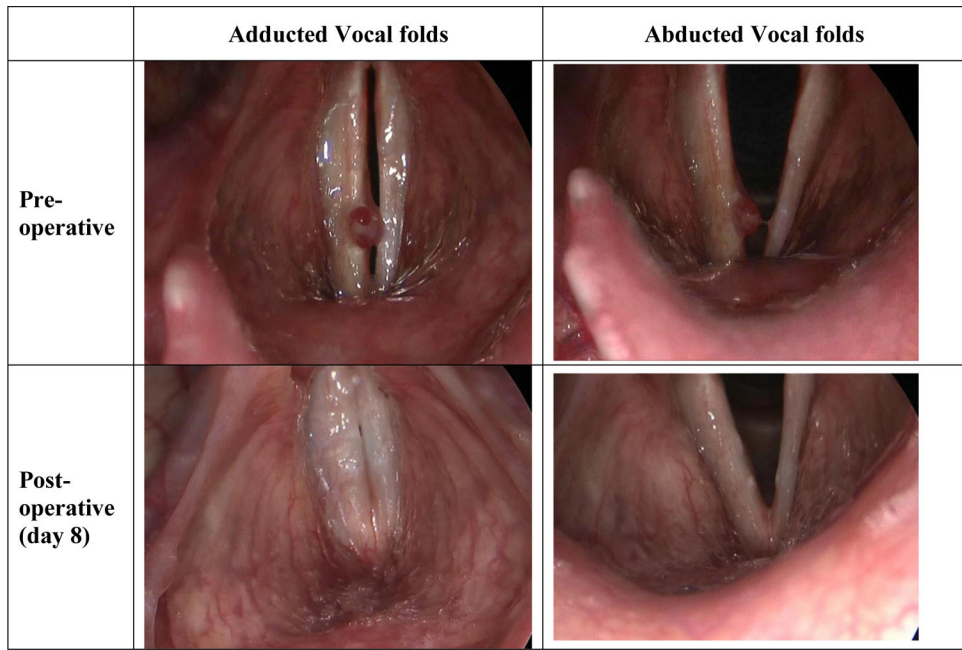 Adducted Vocal folds
Abducted Vocal folds
Pre-
operative
Post-
operative
(day 8)